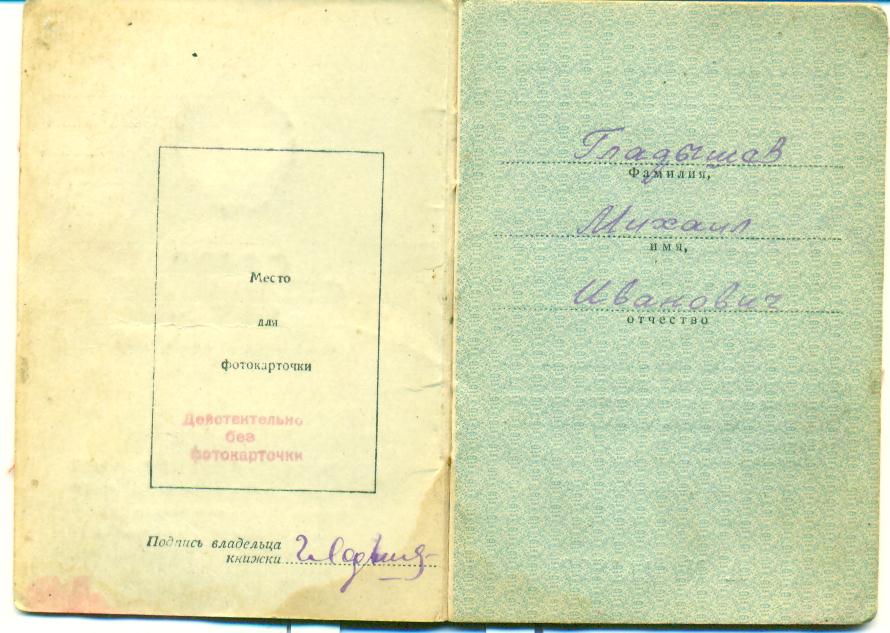 Место
для
фотокарточки
Действительно
без
фотокарточки
Подпись владельца
книжки
Гладышев
Фамилия,
Михаил
имя,
Иванович
отчество